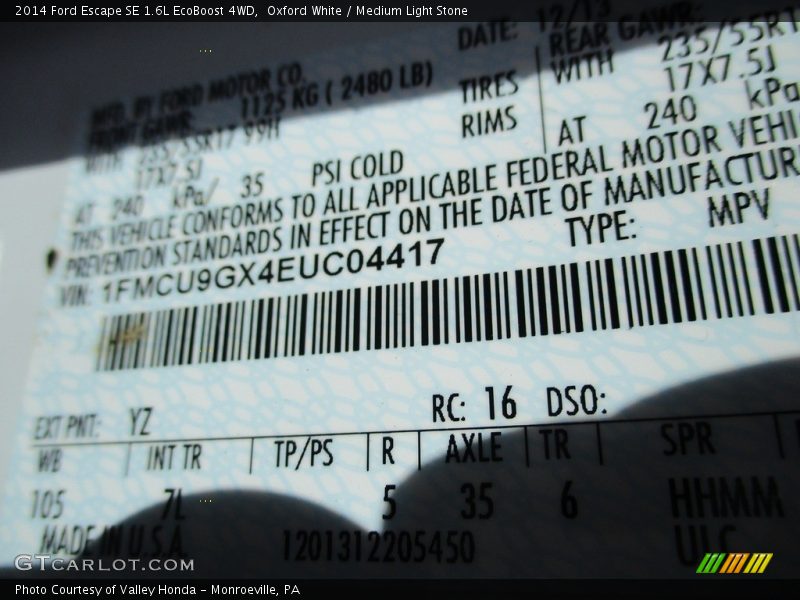 2014 Ford Escape SE 1.6L EcoBoost 4WD,  Oxford White / Medium Light Stone
DATE: 12/13
MFD. BY FORD MOTOR CO.
FRONT GAWR: REAR GAWR:
1125 KG ( 2480 LB)
WITH 235/55R17 99H TIRES WITH 235/55R1
17X7.5J RIMS 17X7.5J
AT 240 kPa/ 35 PSI COLD AT 240 kPa
THIS VEHICLE CONFORMS TO ALL APPLICABLE FEDERAL MOTOR VEHI
PREVENTION STANDARDS IN EFFECT ON THE DATE OF MANUFACTUR
VIN: 1FMCU9GX4EUC04417 TYPE: MPV
EXT PNT: YZ RC: 16 DSO:
WB INT TR TP/PS R AXLE TR SPR
105 7L 5 35 6 HHMM
MADE IN U.S.A. 1201312205450 ULC
GTCARLOT.COM
Photo Courtesy of Valley Honda - Monroeville, PA